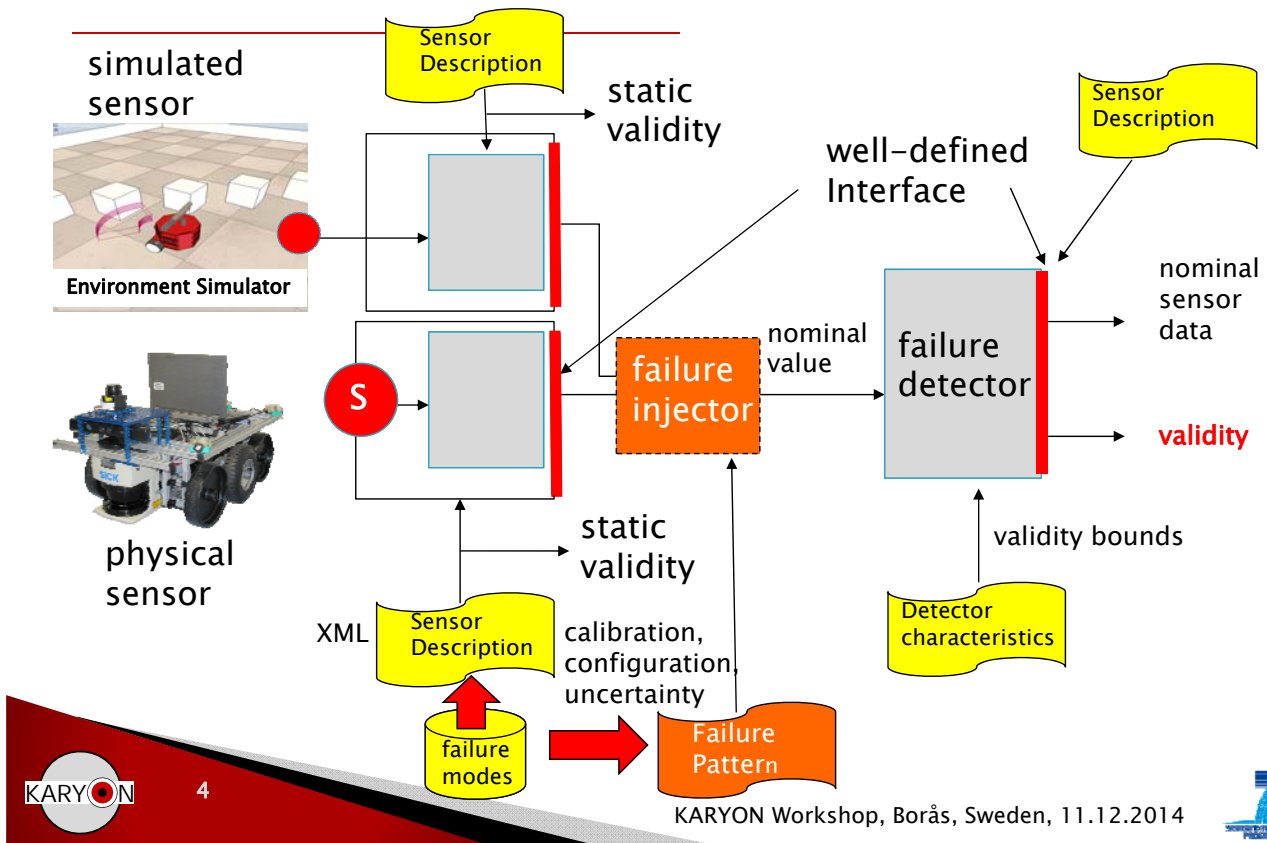 Sensor
Description
simulated
sensor
static
validity
Sensor
Description
well-defined
Interface
Environment Simulator
nominal
sensor
data
nominal
value
failure
detector
failure
injector
S
validity
SICK
physical
sensor
static
validity
validity bounds
XML
Sensor
Description
calibration,
configuration,
uncertainty
Detector
characteristics
failure
modes
Failure
Pattern
KARYON
4
KARYON Workshop, Borås, Sweden, 11.12.2014